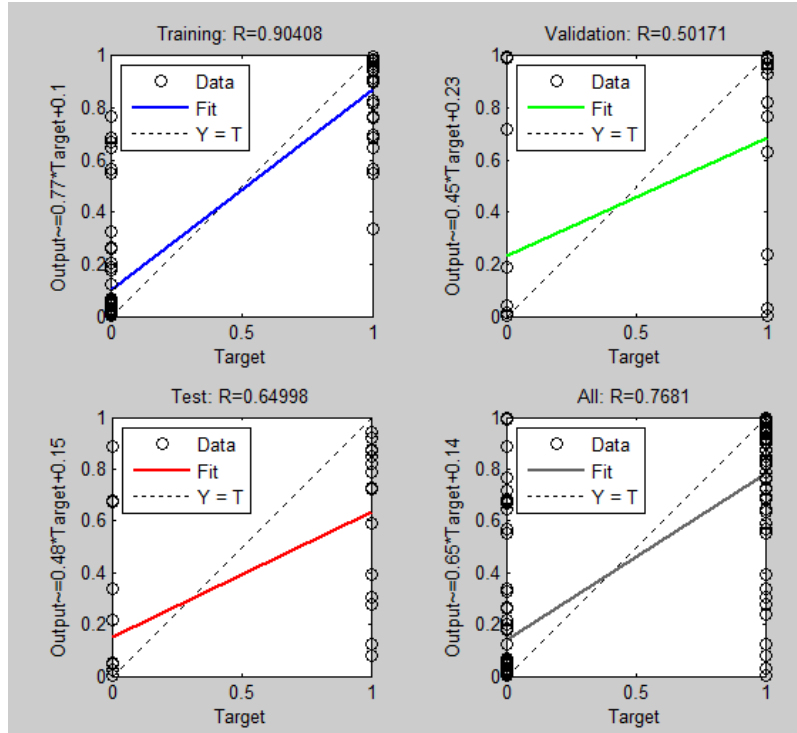 Training: R=0.90408
Output~=0.77*Target+0.1
1
0.8
0.6
0.4
0.2
0
Data
Fit
Y = T
0
0.5
1
Target
Validation: R=0.50171
Output~=0.45*Target+0.23
1
0.8
0.6
0.4
0.2
0
Data
Fit
Y = T
0
0.5
1
Target
Test: R=0.64998
Output~=0.48*Target+0.15
1
0.8
0.6
0.4
0.2
0
Data
Fit
Y = T
0
0.5
1
Target
All: R=0.7681
Output~=0.65*Target+0.14
1
0.8
0.6
0.4
0.2
0
Data
Fit
Y = T
0
0.5
1
Target